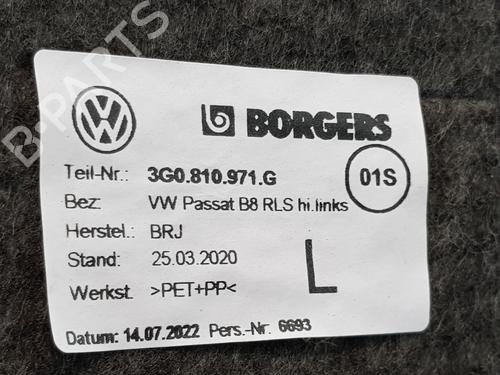 BORGERS
Teil-Nr.: 3G0.810.971.G
01S
Bez: VW Passat B8 RLS hi.links
Herstel.: BRJ
Stand: 25.03.2020
L
Werkst. >PET+PP<
Datum: 14.07.2022 Pers.-Nr. 6693
B-PARTS